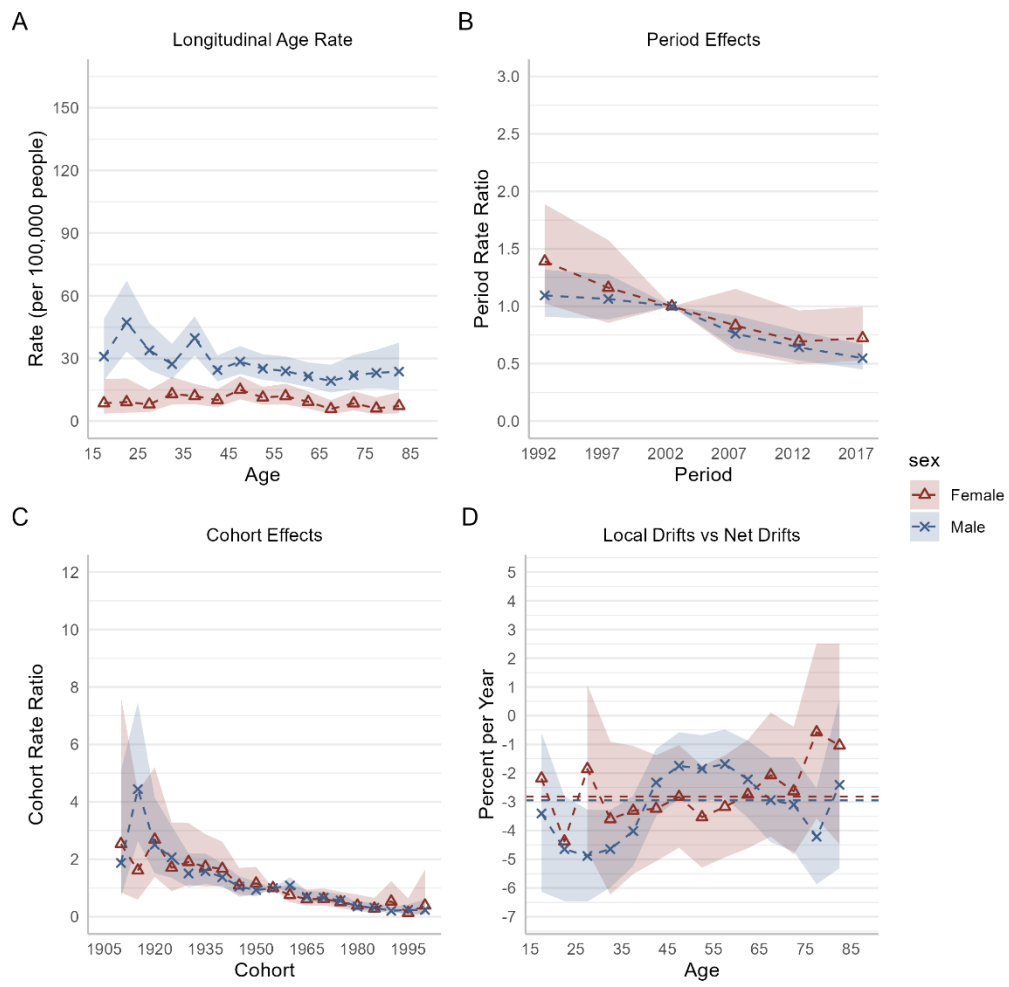 A
Longitudinal Age Rate
Rate (per 100,000 people)
150
120
90
60
30
0
15 25 35 45 55 65 75 85
Age
B
Period Effects
Period Rate Ratio
3.0
2.5
2.0
1.5
1.0
0.5
0.0
1992 1997 2002 2007 2012 2017
Period
C
Cohort Effects
Cohort Rate Ratio
12
10
8
6
4
2
0
1905 1920 1935 1950 1965 1980 1995
Cohort
D
Local Drifts vs Net Drifts
Percent per Year
5
4
3
2
1
0
-1
-2
-3
-4
-5
-6
-7
15 25 35 45 55 65 75 85
Age
sex
Female
Male